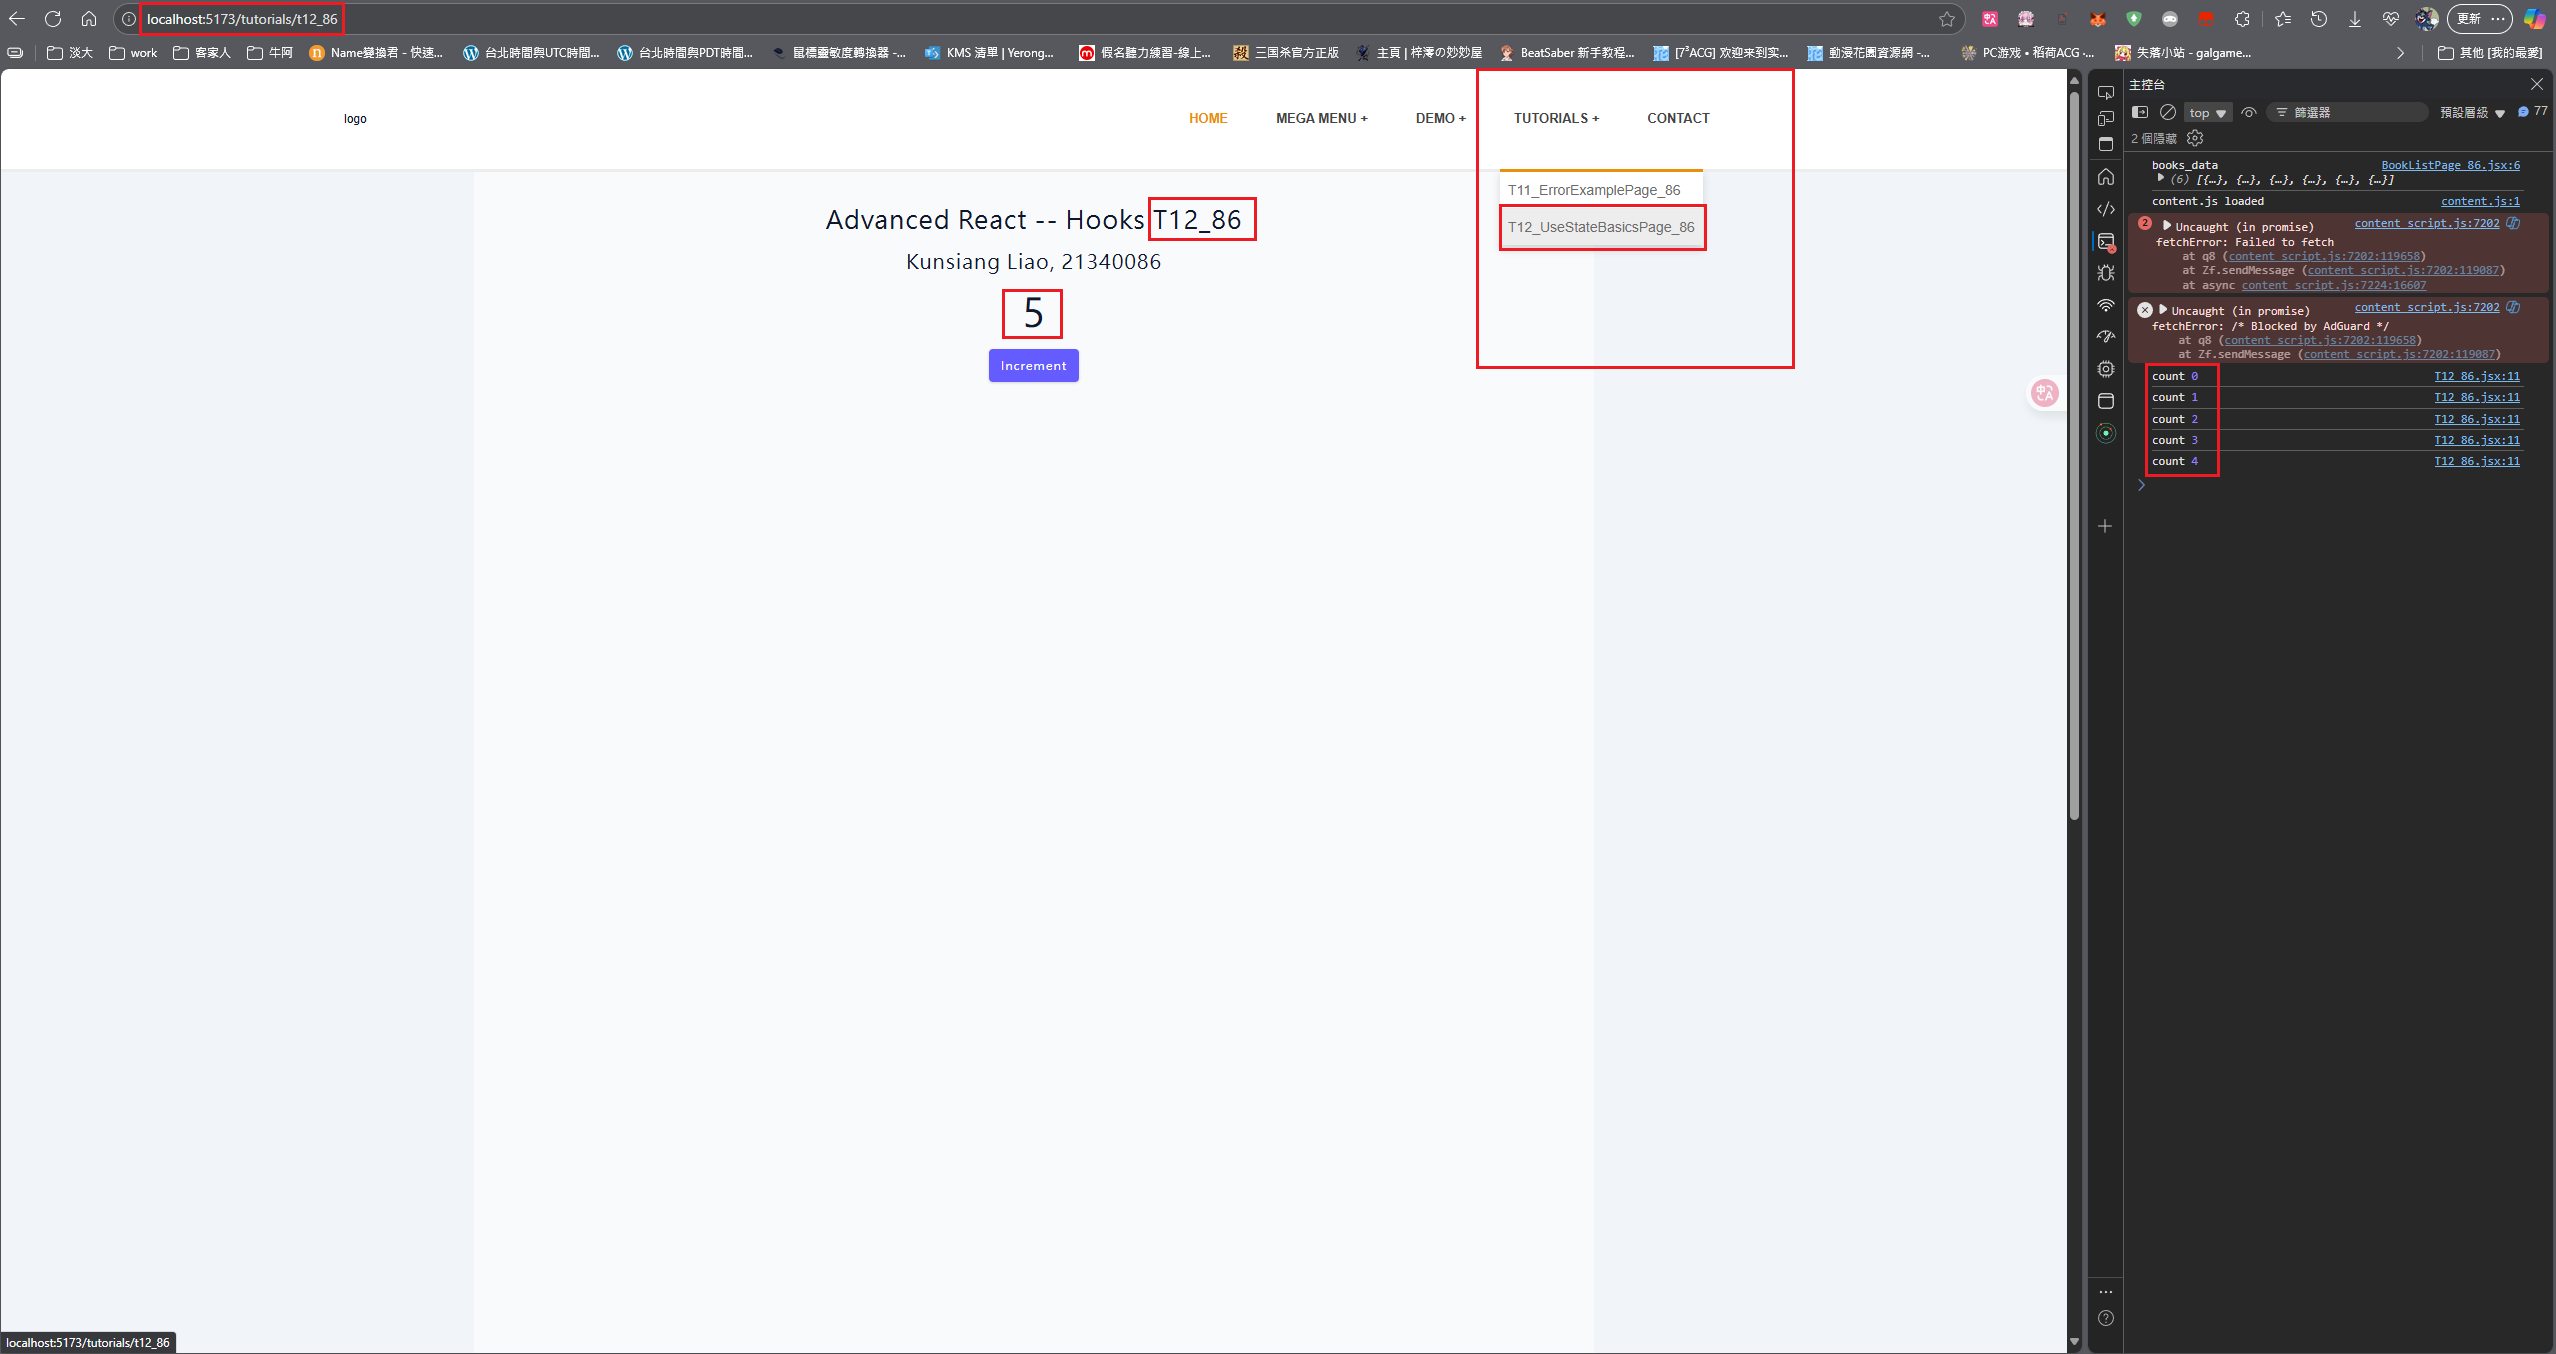 localhost:5173/tutorials/t12_86
更新
淡大
work
客家人
牛阿
Name變換君 - 快速...
台北時間與UTC時間...
台北時間與PDT時間...
鼠標靈敏度轉換器 -...
KMS 清單 | Yerong...
假名聽力練習-線上...
三国杀官方正版
主頁 | 梓澪の妙妙屋
BeatSaber 新手教程...
[7³ACG] 欢迎来到实...
動漫花園資源網 -...
PC游戏 • 稻荷ACG ·...
失落小站 - galgame...
其他 [我的最愛]
logo
HOME
MEGA MENU +
DEMO +
TUTORIALS +
CONTACT
T11_ErrorExamplePage_86
T12_UseStateBasicsPage_86
Advanced React -- Hooks T12_86
Kunsiang Liao, 21340086
5
Increment
localhost:5173/tutorials/t12_86
主控台
top
篩選器
預設層級
77
2 個隱藏
books_data BookListPage_86.jsx:6
(6) [{…}, {…}, {…}, {…}, {…}, {…}]
content.js loaded content.js:1
2 Uncaught (in promise) content_script.js:7202
fetchError: Failed to fetch
at q8 (content_script.js:7202:119658)
at Zf.sendMessage (content_script.js:7202:119087)
at async content_script.js:7224:16607
Uncaught (in promise) content_script.js:7202
fetchError: /* Blocked by AdGuard */
at q8 (content_script.js:7202:119658)
at Zf.sendMessage (content_script.js:7202:119087)
count 0 T12_86.jsx:11
count 1 T12_86.jsx:11
count 2 T12_86.jsx:11
count 3 T12_86.jsx:11
count 4 T12_86.jsx:11